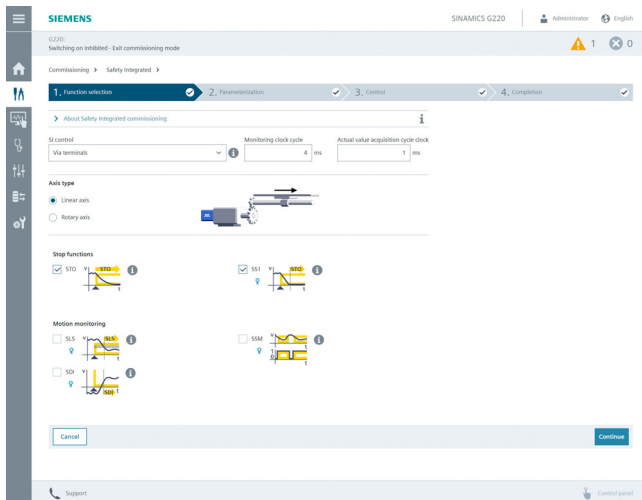 SIEMENS
SINAMICS G220
Administrator
English
G220:
Switching on inhibited - Exit commissioning mode
1
0
Commissioning > Safety Integrated >
1. Function selection
2. Parameterization
3. Control
4. Completion
> About Safety Integrated commissioning
SI control
Monitoring clock cycle
Actual value acquisition cycle clock
Via terminals
4 ms
1 ms
Axis type
Linear axis
Rotary axis
Stop functions
STO
v STO
t
SS1
v STO
t
Motion monitoring
SLS
v SLS
t
SSM
v
1
0
t
SDI
v
SDI t
Cancel
Continue
Support
Control panel